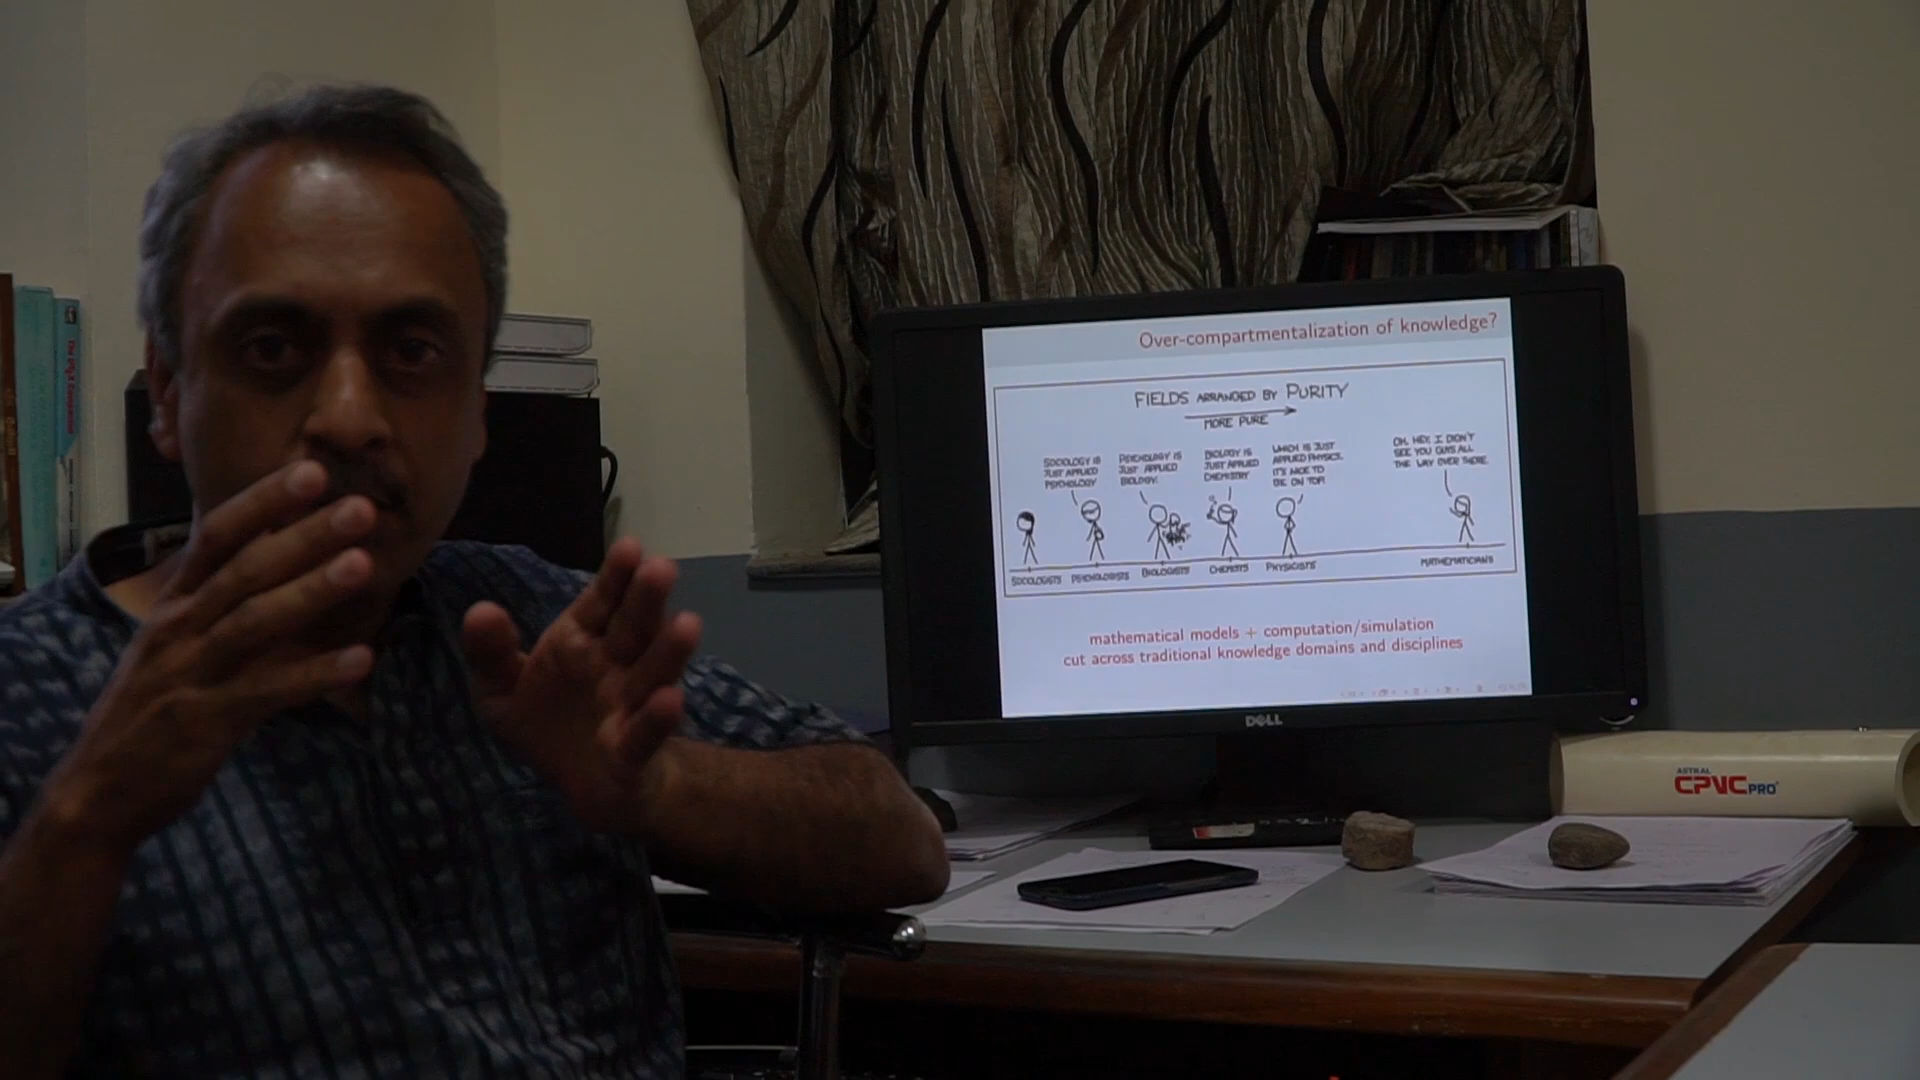 Over-compartmentalization of knowledge?
FIELDS ARRANGED BY PURITY
MORE PURE
SOCIOLOGY IS
JUST APPLIED
PSYCHOLOGY
PSYCHOLOGY IS
JUST APPLIED
BIOLOGY.
BIOLOGY IS
JUST APPLIED
CHEMISTRY
WHICH IS JUST
APPLIED PHYSICS.
IT'S NICE TO
BE ON TOP.
OH, HEY, I DIDN'T
SEE YOU GUYS ALL
THE WAY OVER THERE.
SOCIOLOGISTS
PSYCHOLOGISTS
BIOLOGISTS
CHEMISTS
PHYSICISTS
MATHEMATICIANS
mathematical models + computation/simulation
cut across traditional knowledge domains and disciplines
DELL
ASTRAL
CPVC PRO